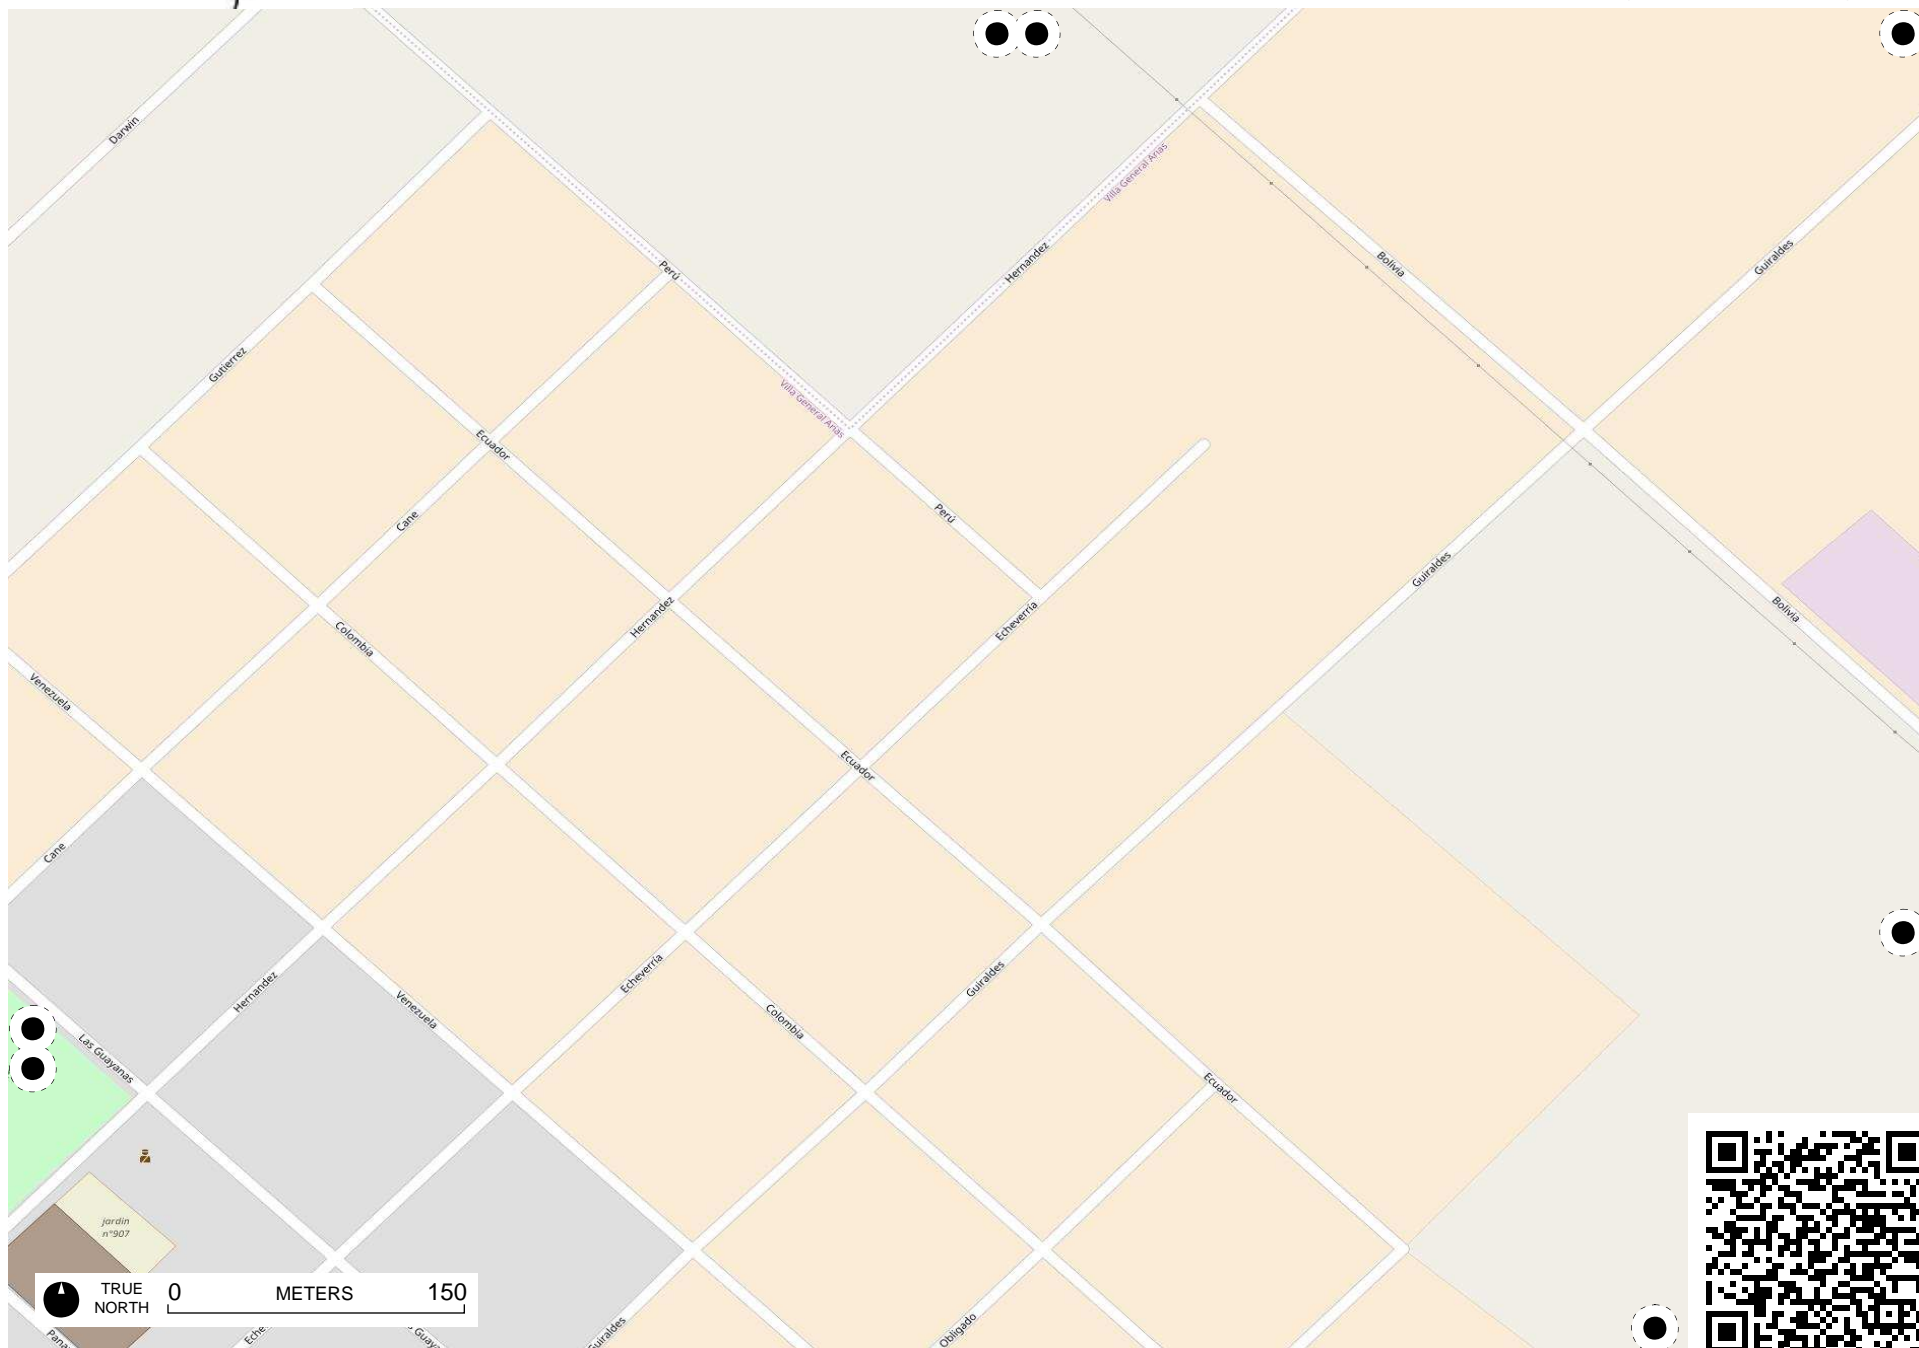 Darwin
Villa General Arias
Hernandez
Guiraldes
Bolivia
Perú
Gutierrez
Villa General Arias
Ecuador
Cane
Perú
Guiraldes
Colombia
Hernandez
Echeverría
Bolivia
Venezuela
Ecuador
Cane
Hernandez
Venezuela
Echeverría
Guiraldes
Colombia
Las Guayanas
Ecuador
jardin
n°907
TRUE
NORTH
0 METERS 150
Obligado